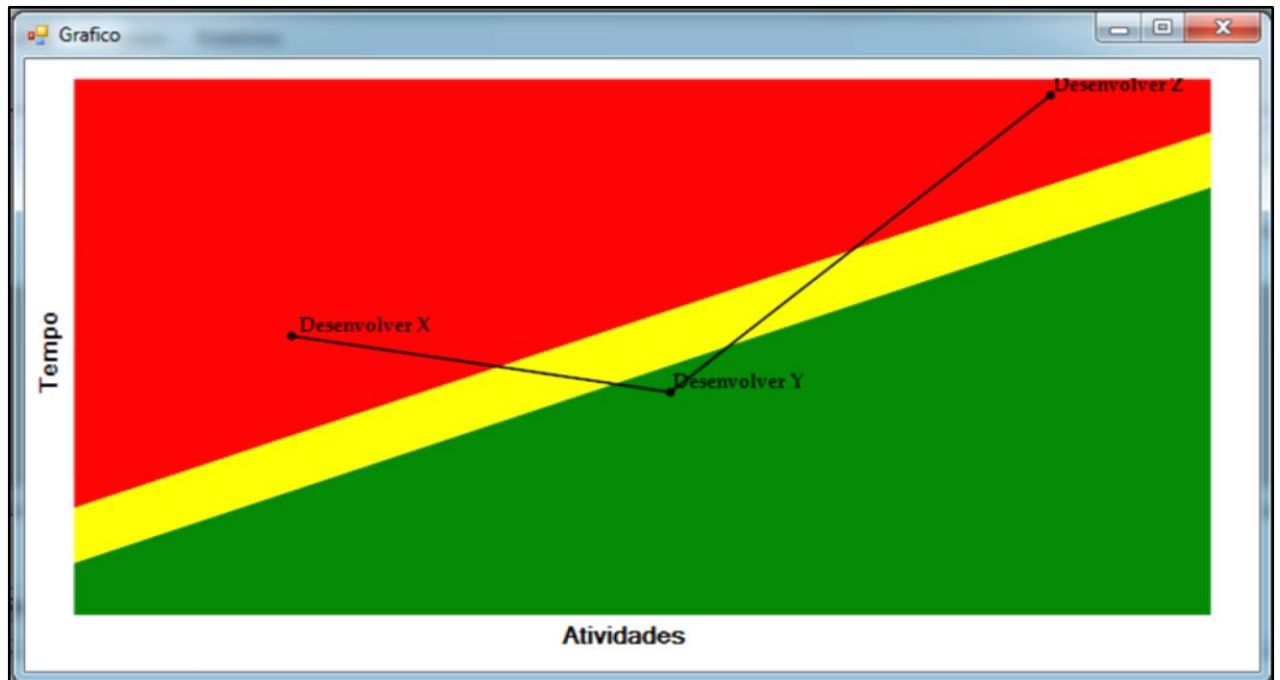 Grafico
Desenvolver Z
Desenvolver X
Desenvolver Y
Tempo
Atividades